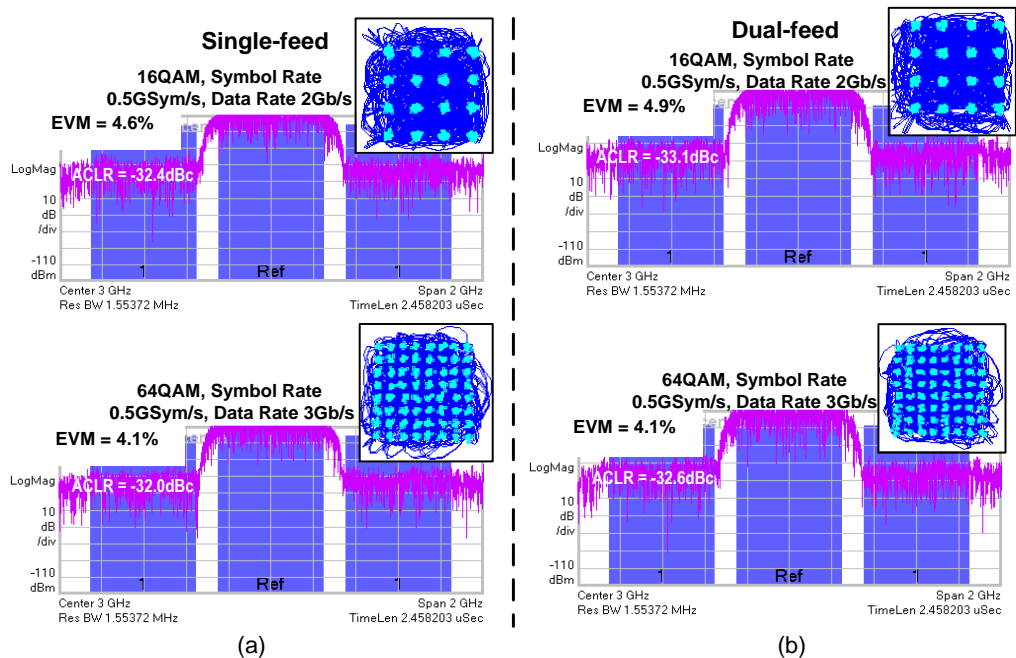 Single-feed
16QAM, Symbol Rate
0.5GSym/s, Data Rate 2Gb/s
EVM = 4.6%
LogMag
ACLR = -32.4dBc
10
dB
/div
-110
dBm
1
Ref
1
Center 3 GHz
Span 2 GHz
Res BW 1.55372 MHz
TimeLen 2.458203 uSec
64QAM, Symbol Rate
0.5GSym/s, Data Rate 3Gb/s
EVM = 4.1%
LogMag
ACLR = -32.0dBc
10
dB
/div
-110
dBm
1
Ref
1
Center 3 GHz
Span 2 GHz
Res BW 1.55372 MHz
TimeLen 2.458203 uSec
(a)
Dual-feed
16QAM, Symbol Rate
0.5GSym/s, Data Rate 2Gb/s
EVM = 4.9%
LogMag
ACLR = -33.1dBc
10
dB
/div
-110
dBm
1
Ref
1
Center 3 GHz
Span 2 GHz
Res BW 1.55372 MHz
TimeLen 2.458203 uSec
64QAM, Symbol Rate
0.5GSym/s, Data Rate 3Gb/s
EVM = 4.1%
LogMag
ACLR = -32.6dBc
10
dB
/div
-110
dBm
1
Ref
1
Center 3 GHz
Span 2 GHz
Res BW 1.55372 MHz
TimeLen 2.458203 uSec
(b)